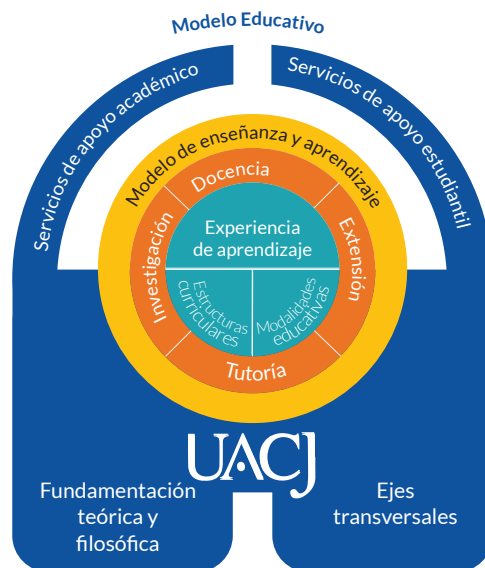 Modelo Educativo
Servicios de apoyo académico
Servicios de apoyo estudiantil
Modelo de enseñanza y aprendizaje
Docencia
Investigación
Extensión
Experiencia
de aprendizaje
Estructuras
curriculares
Modalidades
educativas
Tutoría
UACJ
Fundamentación
teórica y
filosófica
Ejes
transversales